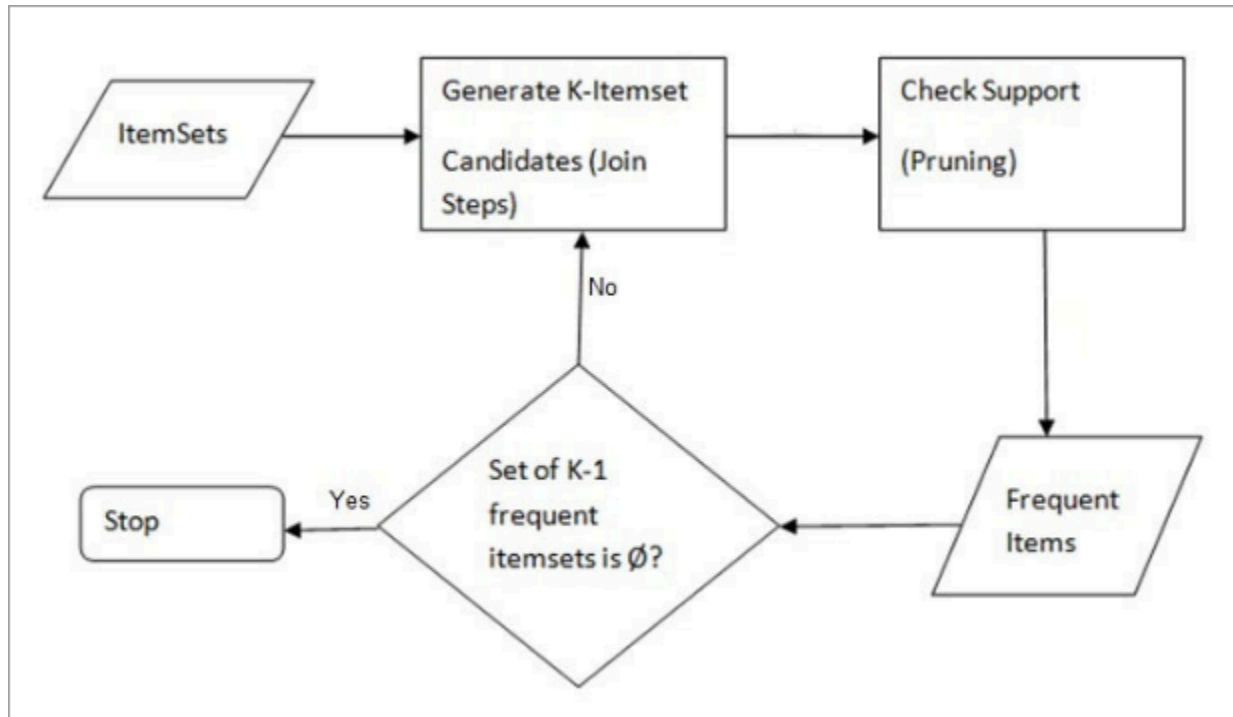 ItemSets
Generate K-Itemset
Candidates (Join
Steps)
Check Support
(Pruning)
No
Set of K-1
frequent
itemsets is Ø?
Yes
Stop
Frequent
Items